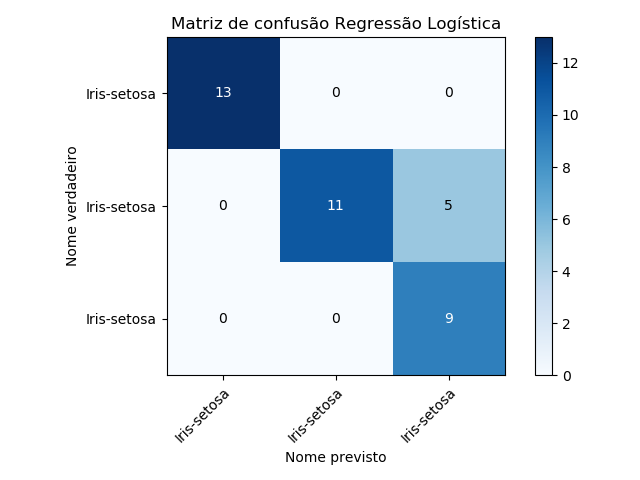 Matriz de confusão Regressão Logística
Iris-setosa
13 0 0
Iris-setosa
0 11 5
Iris-setosa
0 0 9
Iris-setosa
Iris-setosa
Iris-setosa
Nome verdadeiro
Nome previsto
12
10
8
6
4
2
0